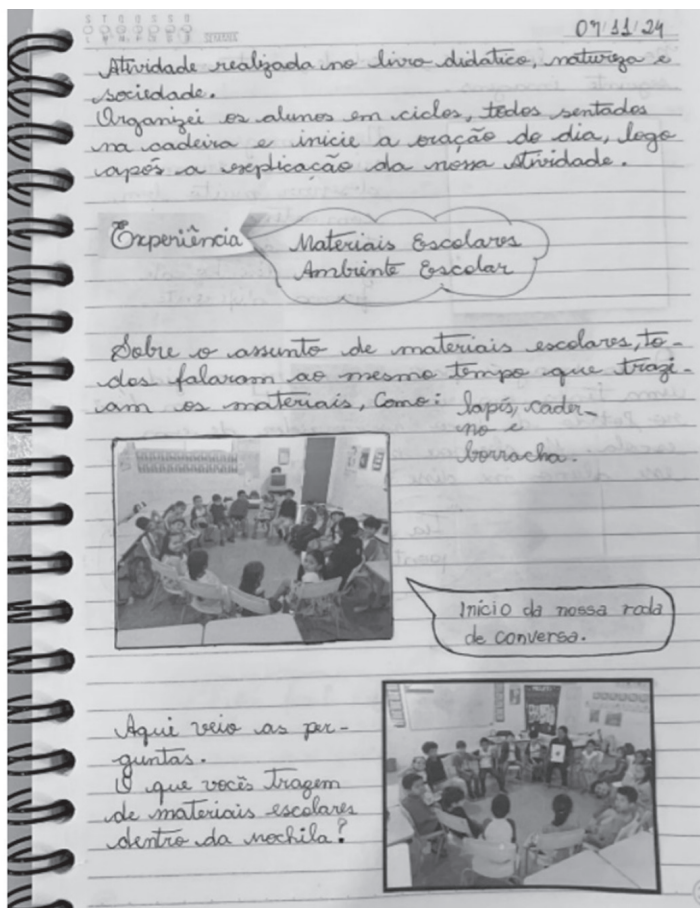 07/11/24
Atividade realizada no livro didático, natureza e
sociedade.
Organizei os alunos em ciclos, todos sentados
na cadeira e inicie a oração do dia, logo
após a explicação da nossa Atividade.
Experiência
Materiais Escolares
Ambiente Escolar
Sobre o assunto de materiais escolares, to-
dos falaram ao mesmo tempo que trazi-
am os materiais, Como: lapís, cader-
no e
borracha.
Início da nossa roda
de conversa.
Aqui veio as per-
guntas.
O que vocês tragem
de materiais escolares
dentro da mochila?